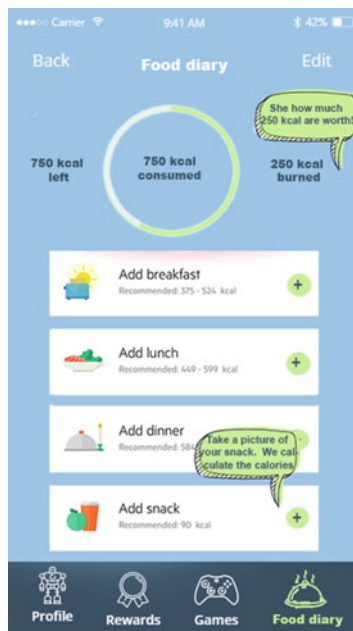 Carrier 9:41 AM 42%
Back Food diary Edit
She how much
250 kcal are worth!
750 kcal
left
750 kcal
consumed
250 kcal
burned
Add breakfast
Recommended: 375 - 524 kcal
+
Add lunch
Recommended: 449 - 599 kcal
+
Add dinner
Recommended: 584
Take a picture of
your snack. We cal-
culate the calories
Add snack
Recommended: 90 kcal
+
Profile Rewards Games Food diary